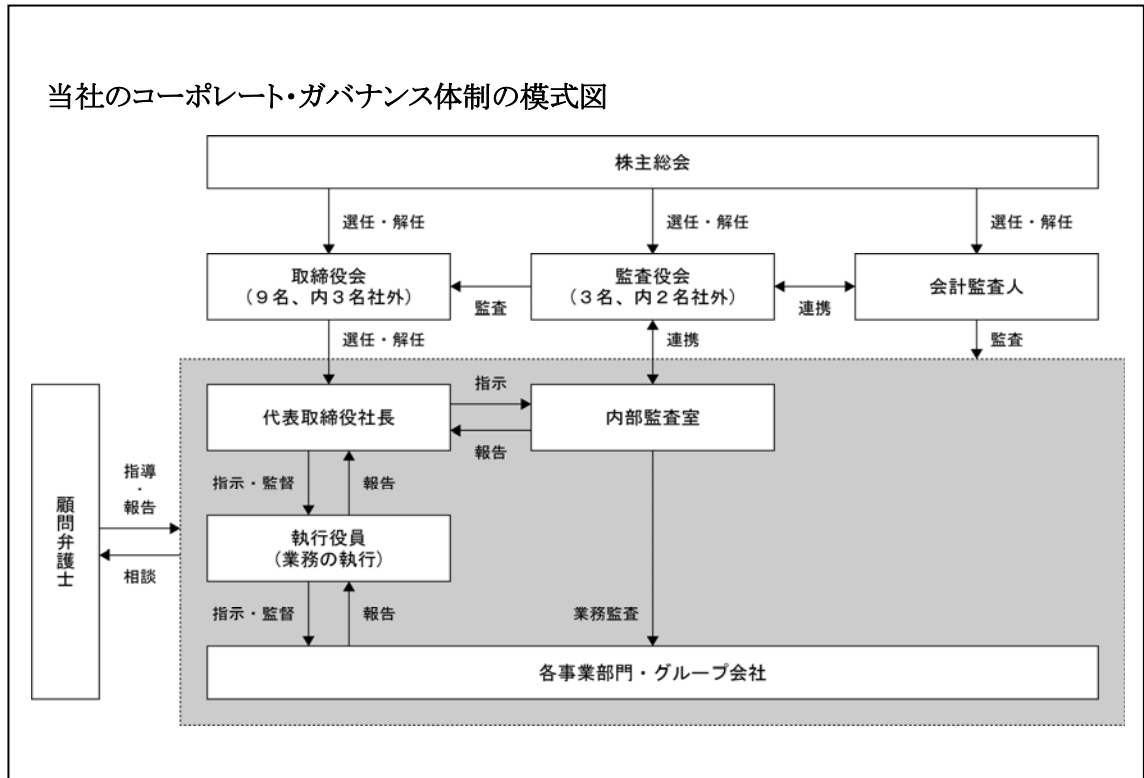 当社のコーポレート・ガバナンス体制の模式図
株主総会
選任・解任
選任・解任
選任・解任
取締役会
(9名、内3名社外)
監査
監査役会
(3名、内2名社外)
連携
会計監査人
選任・解任
連携
監査
代表取締役社長
指示
報告
内部監査室
指示・監督
報告
指導
・
報告
顧問弁護士
相談
執行役員
(業務の執行)
指示・監督
報告
業務監査
各事業部門・グループ会社